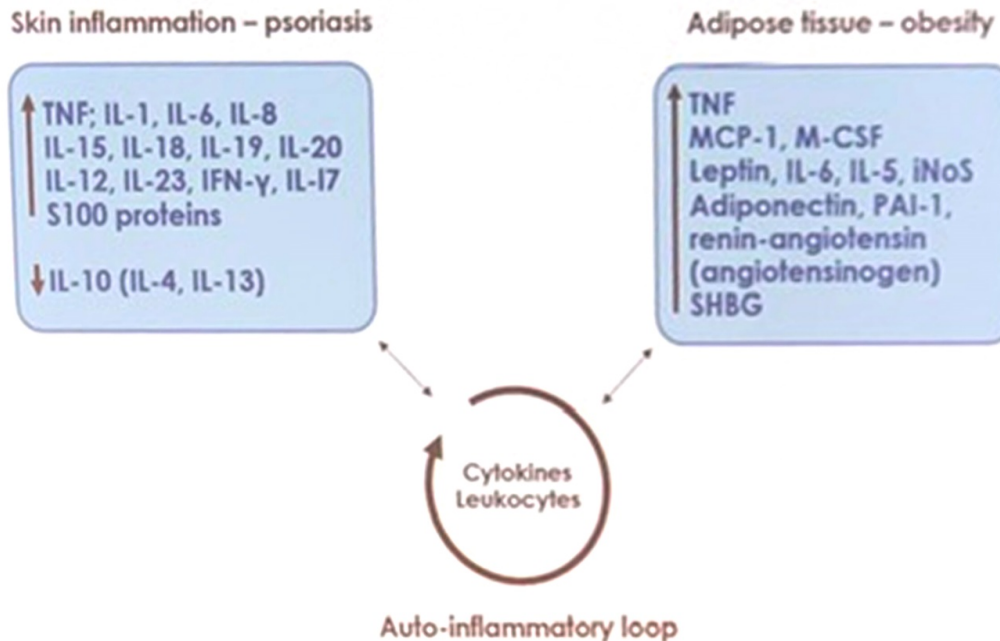 Skin inflammation – psoriasis
TNF; IL-1, IL-6, IL-8
IL-15, IL-18, IL-19, IL-20
IL-12, IL-23, IFN-γ, IL-17
S100 proteins
IL-10 (IL-4, IL-13)
Adipose tissue – obesity
TNF
MCP-1, M-CSF
Leptin, IL-6, IL-5, iNoS
Adiponectin, PAI-1,
renin-angiotensin
(angiotensinogen)
SHBG
Cytokines
Leukocytes
Auto-inflammatory loop